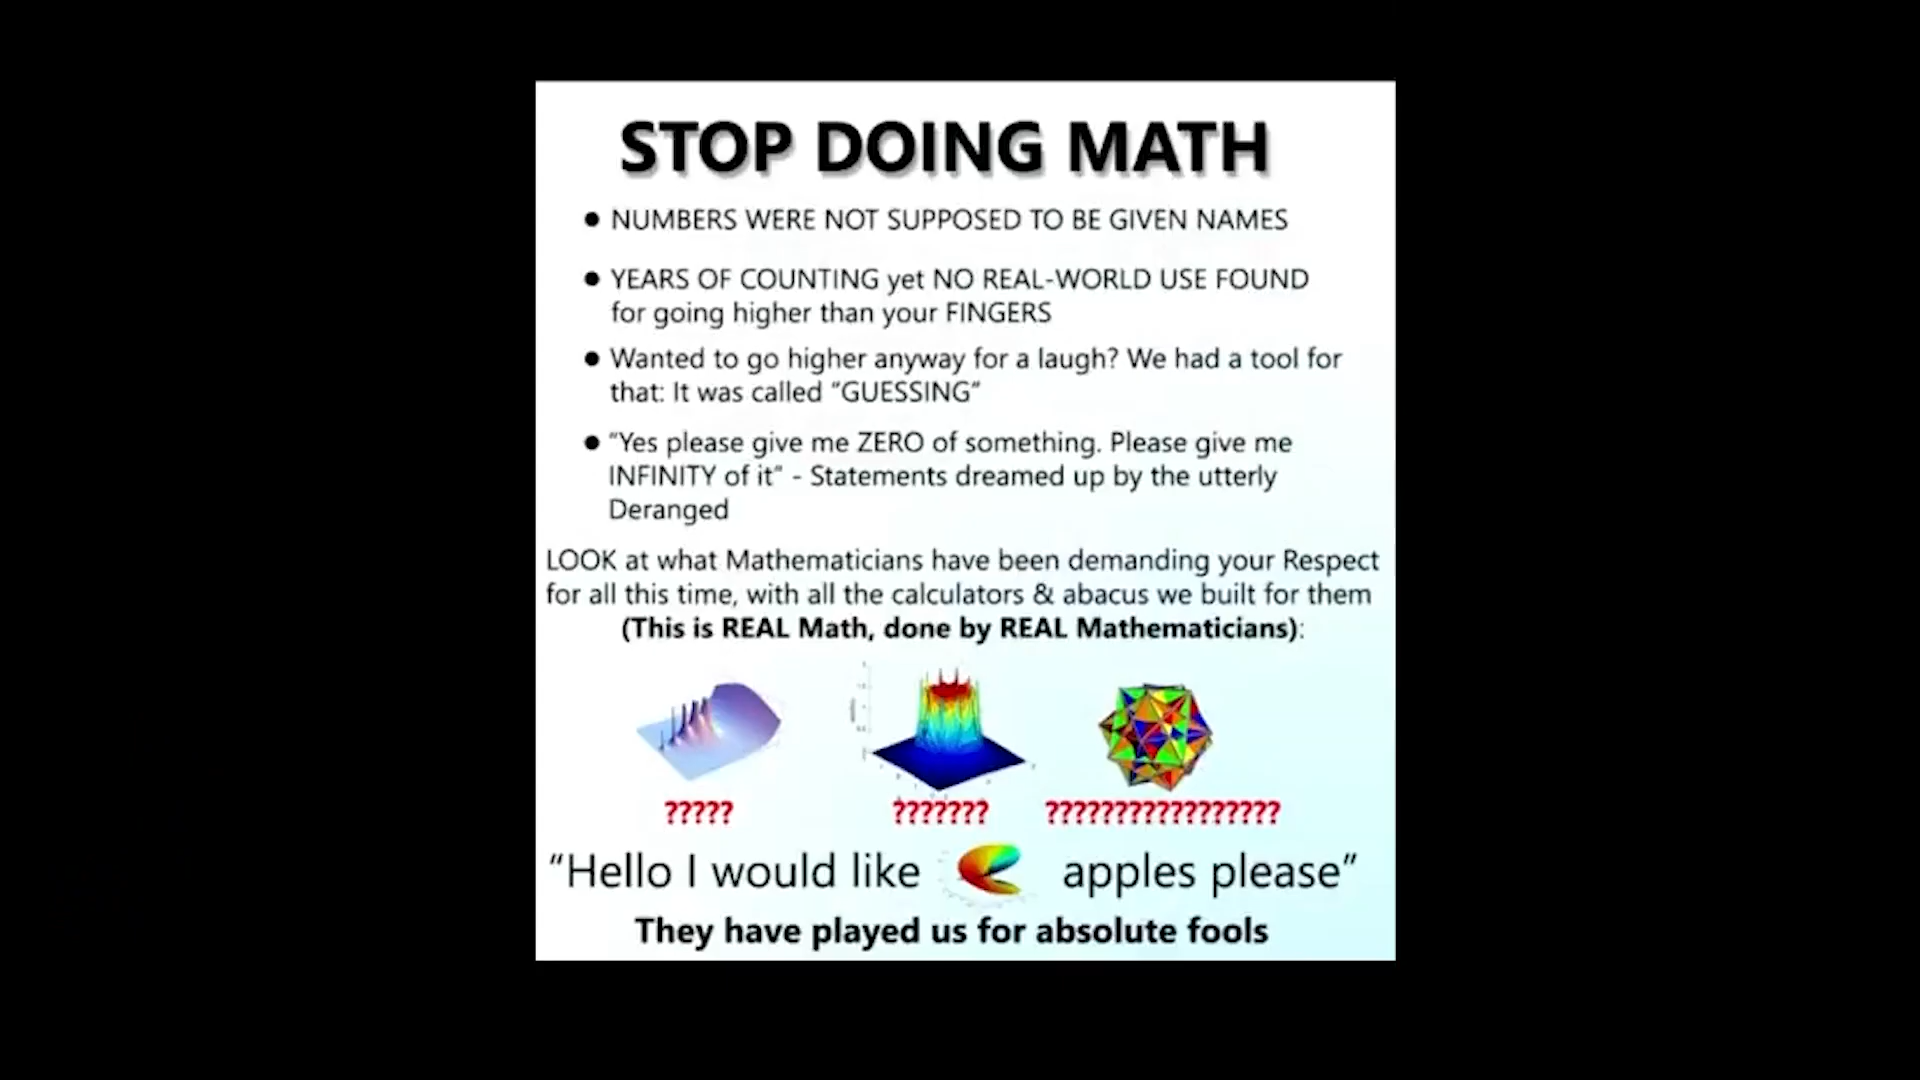 STOP DOING MATH
● NUMBERS WERE NOT SUPPOSED TO BE GIVEN NAMES
● YEARS OF COUNTING yet NO REAL-WORLD USE FOUND
for going higher than your FINGERS
● Wanted to go higher anyway for a laugh? We had a tool for
that: It was called "GUESSING"
● "Yes please give me ZERO of something. Please give me
INFINITY of it" - Statements dreamed up by the utterly
Deranged
LOOK at what Mathematicians have been demanding your Respect
for all this time, with all the calculators & abacus we built for them
(This is REAL Math, done by REAL Mathematicians):
????? ??????? ?????????????????
"Hello I would like apples please"
They have played us for absolute fools